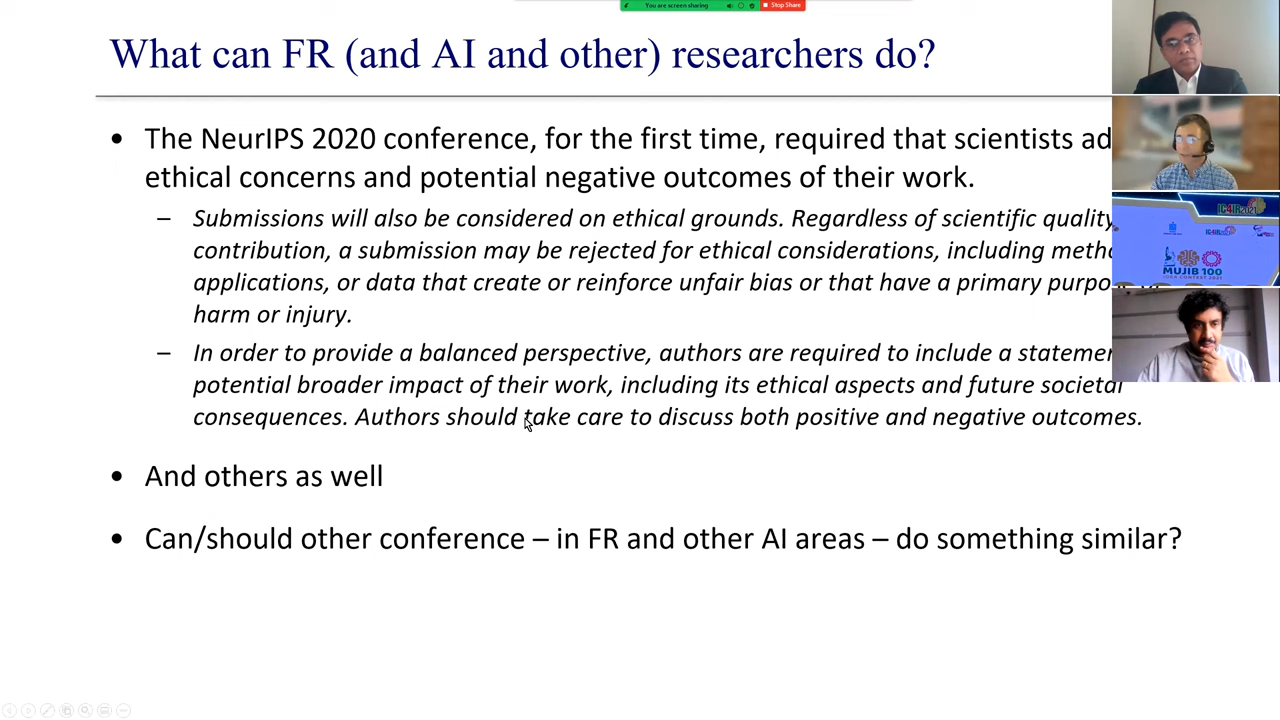 You are screen sharing
Stop Share
What can FR (and AI and other) researchers do?
• The NeurIPS 2020 conference, for the first time, required that scientists ad
ethical concerns and potential negative outcomes of their work.
– Submissions will also be considered on ethical grounds. Regardless of scientific quality
contribution, a submission may be rejected for ethical considerations, including metho
applications, or data that create or reinforce unfair bias or that have a primary purpo
harm or injury.
– In order to provide a balanced perspective, authors are required to include a statemen
potential broader impact of their work, including its ethical aspects and future societal
consequences. Authors should take care to discuss both positive and negative outcomes.
• And others as well
• Can/should other conference – in FR and other AI areas – do something similar?
IC4IR2021
MUJIB 100
IDEA CONTEST 2021